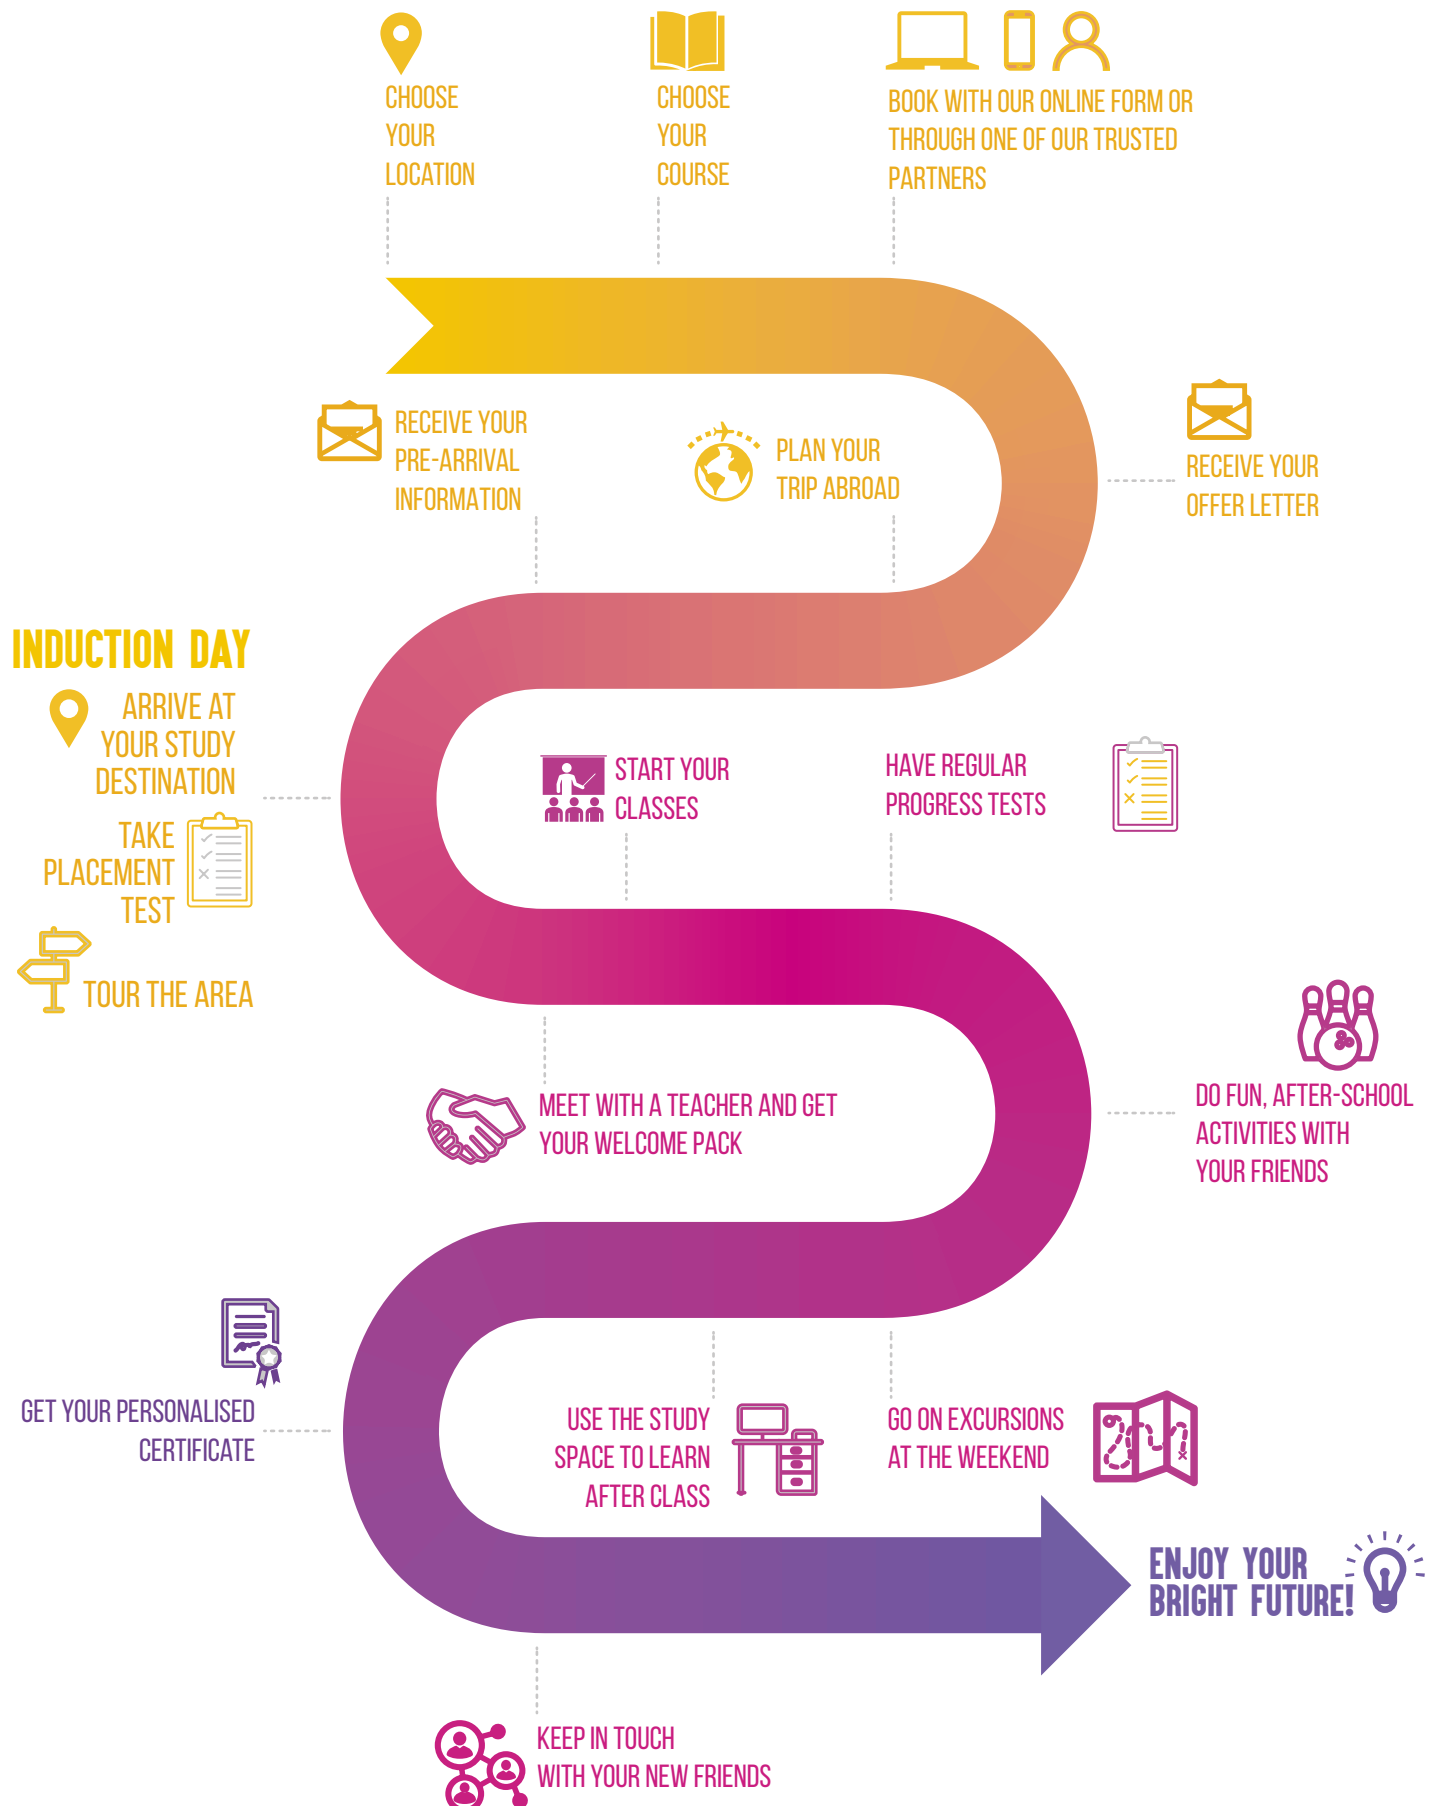 CHOOSE
YOUR
LOCATION
CHOOSE
YOUR
COURSE
BOOK WITH OUR ONLINE FORM OR
THROUGH ONE OF OUR TRUSTED
PARTNERS
RECEIVE YOUR
OFFER LETTER
PLAN YOUR
TRIP ABROAD
RECEIVE YOUR
PRE-ARRIVAL
INFORMATION
INDUCTION DAY
ARRIVE AT
YOUR STUDY
DESTINATION
TAKE
PLACEMENT
TEST
TOUR THE AREA
MEET WITH A TEACHER AND GET
YOUR WELCOME PACK
START YOUR
CLASSES
HAVE REGULAR
PROGRESS TESTS
DO FUN, AFTER-SCHOOL
ACTIVITIES WITH
YOUR FRIENDS
GO ON EXCURSIONS
AT THE WEEKEND
USE THE STUDY
SPACE TO LEARN
AFTER CLASS
GET YOUR PERSONALISED
CERTIFICATE
KEEP IN TOUCH
WITH YOUR NEW FRIENDS
ENJOY YOUR
BRIGHT FUTURE!